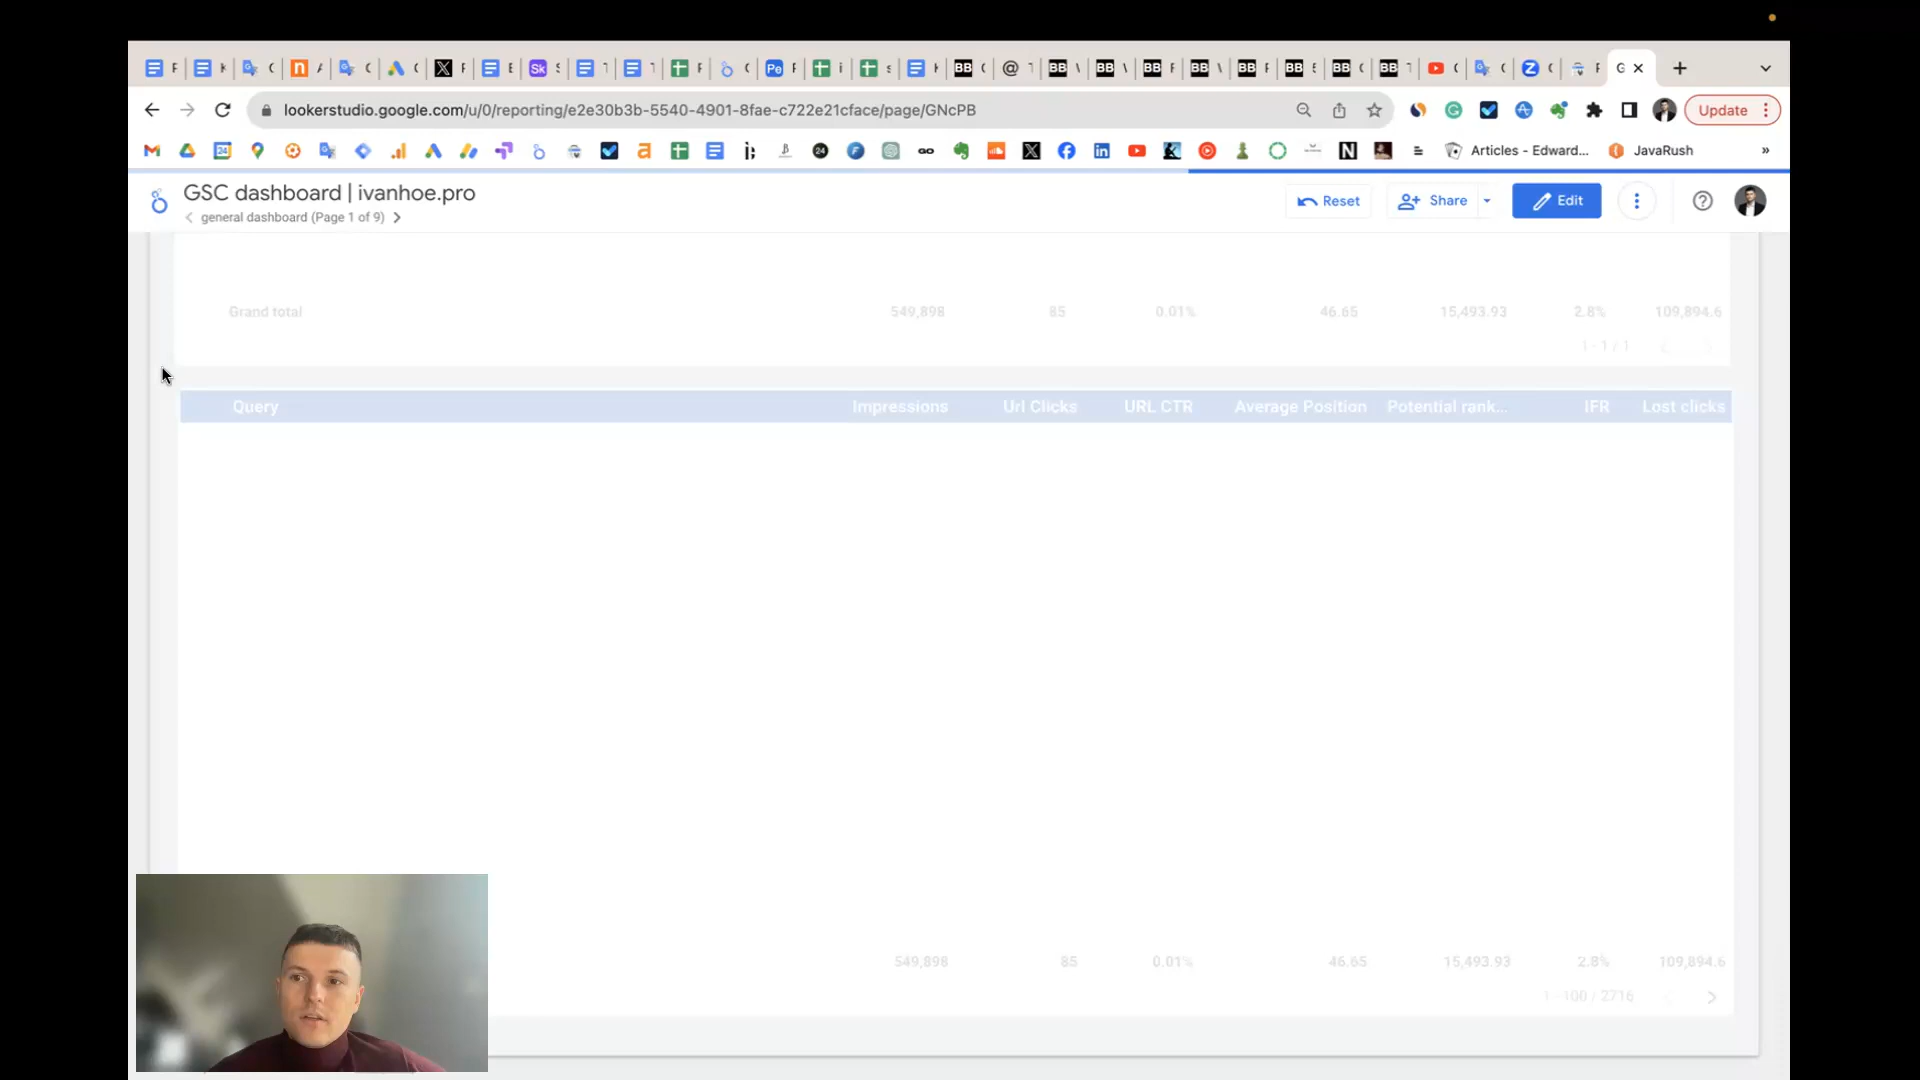 lookerstudio.google.com/u/0/reporting/e2e30b3b-5540-4901-8fae-c722e21cface/page/GNcPB
Update
Articles - Edward...
JavaRush
GSC dashboard | ivanhoe.pro
general dashboard (Page 1 of 9)
Reset
Share
Edit
Grand total 549,898 85 0.01% 46.65 15,493.93 2.8% 109,894.6
1 - 1 / 1
Query Impressions Url Clicks URL CTR Average Position Potential rank... IFR Lost clicks
549,898 85 0.01% 46.65 15,493.93 2.8% 109,894.6
1 - 100 / 2716